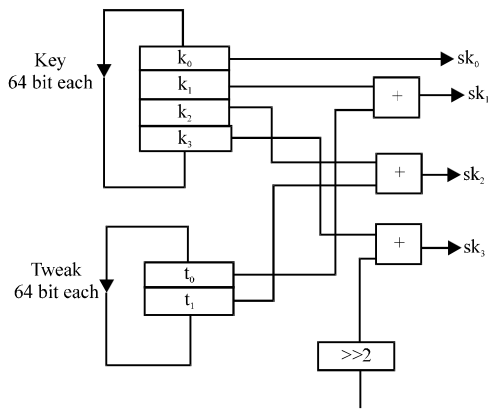 Key
64 bit each
k₀
k₁
k₂
k₃
sk₀
+
sk₁
+
sk₂
+
sk₃
Tweak
64 bit each
t₀
t₁
>>2